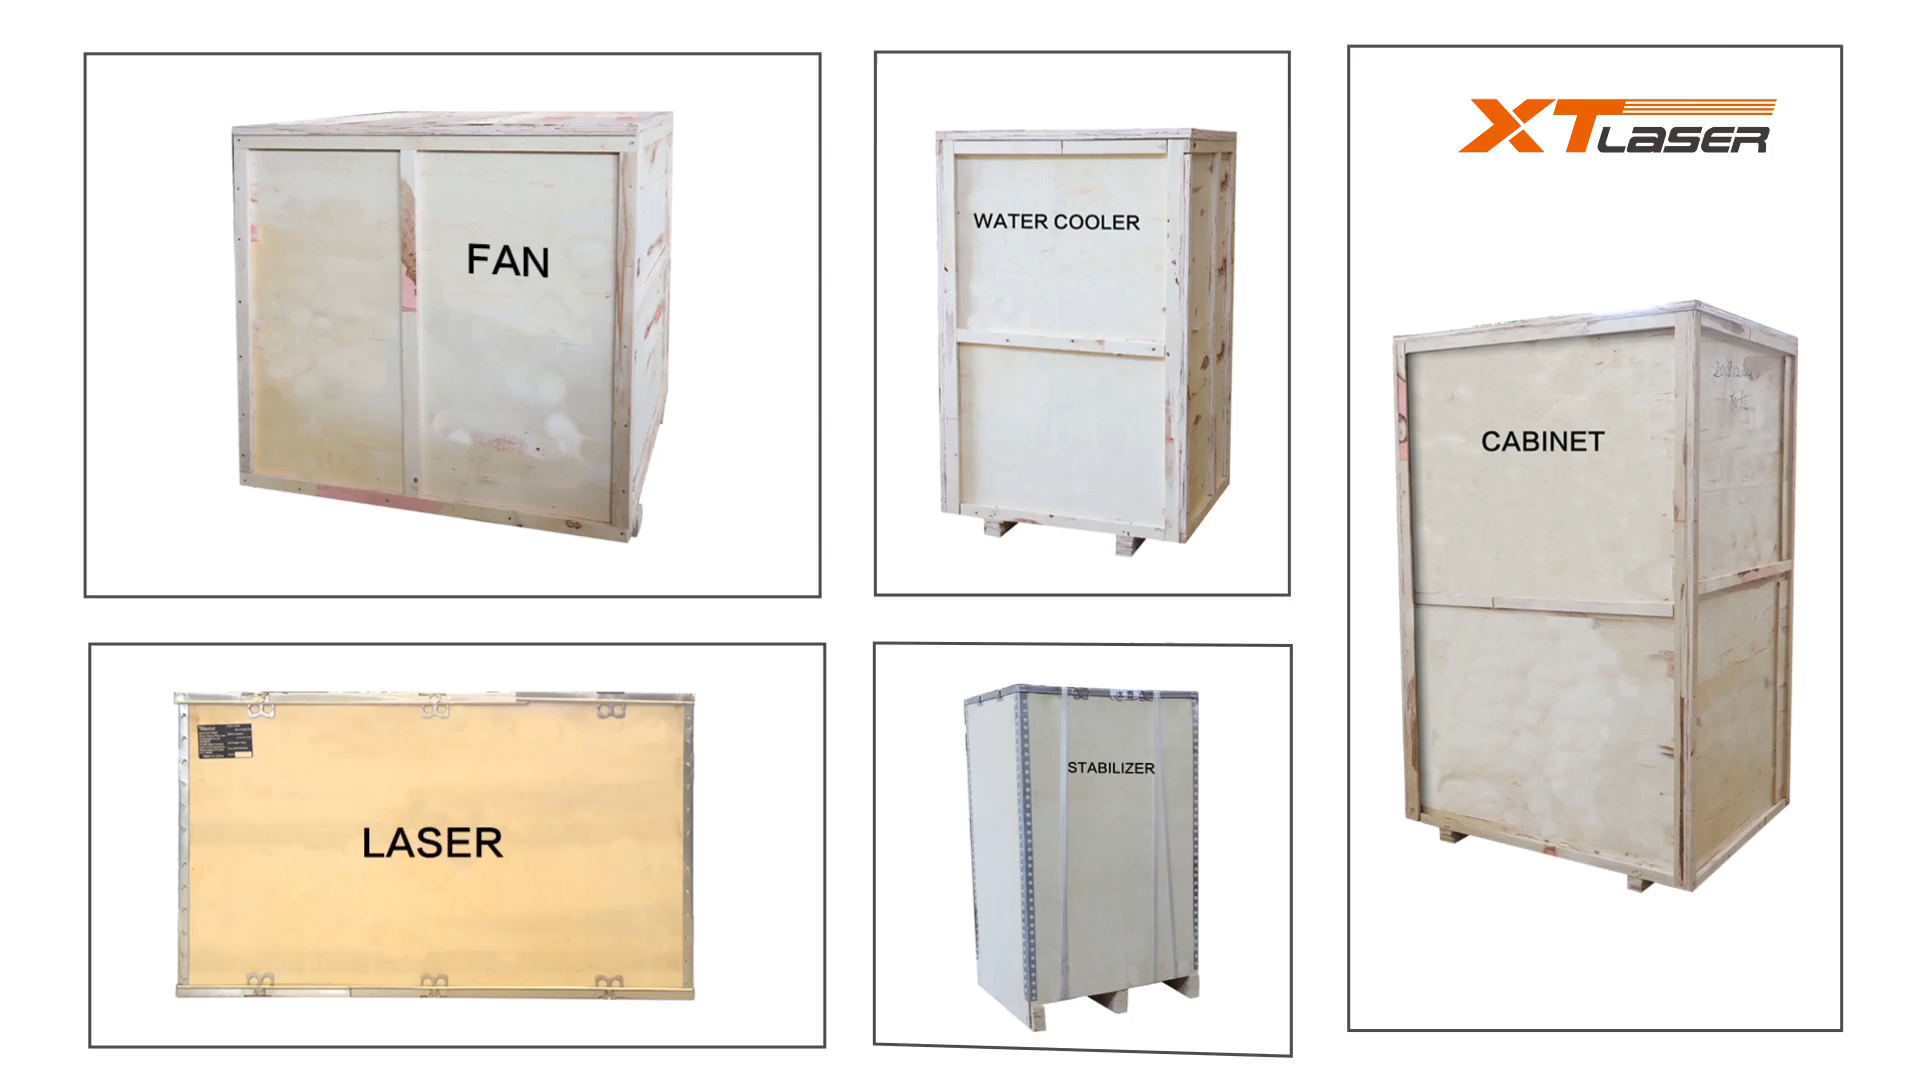 FAN
WATER COOLER
XTLASER
CABINET
LASER
STABILIZER